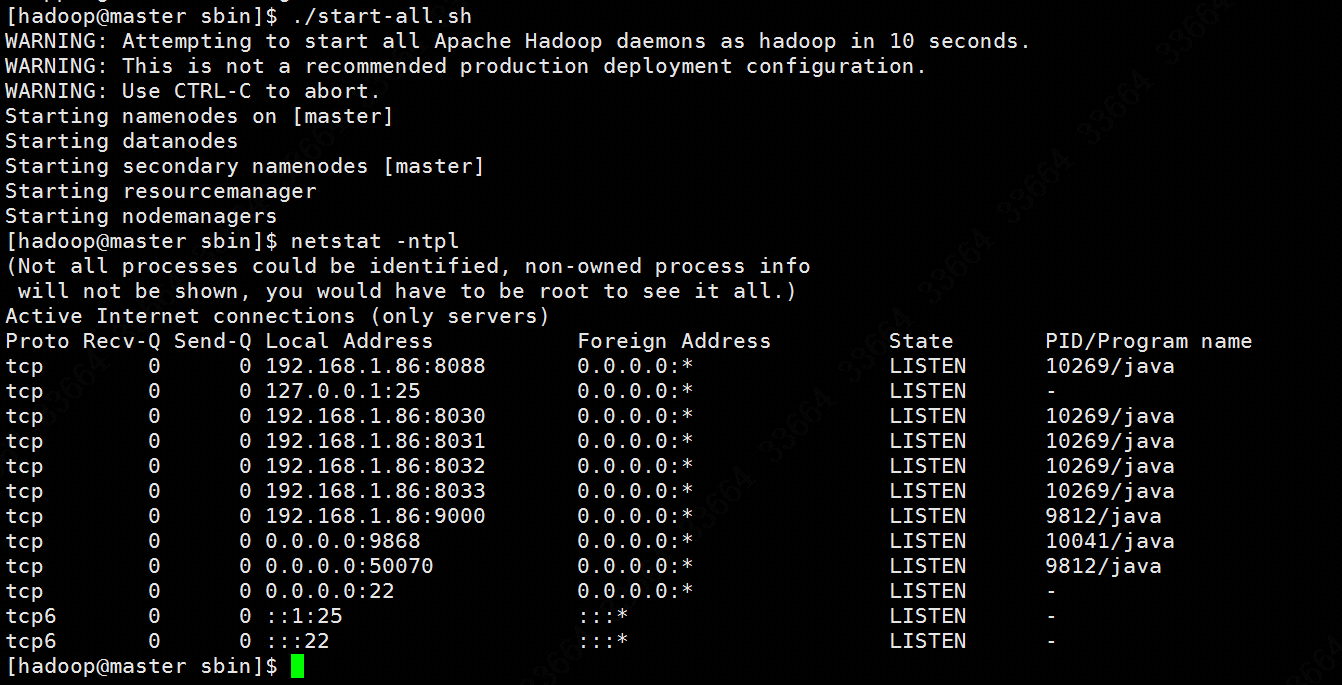 [hadoop@master sbin]$ ./start-all.sh
WARNING: Attempting to start all Apache Hadoop daemons as hadoop in 10 seconds.
WARNING: This is not a recommended production deployment configuration.
WARNING: Use CTRL-C to abort.
Starting namenodes on [master]
Starting datanodes
Starting secondary namenodes [master]
Starting resourcemanager
Starting nodemanagers
[hadoop@master sbin]$ netstat -ntpl
(Not all processes could be identified, non-owned process info
 will not be shown, you would have to be root to see it all.)
Active Internet connections (only servers)
Proto Recv-Q Send-Q Local Address           Foreign Address         State       PID/Program name
tcp        0      0 192.168.1.86:8088       0.0.0.0:*               LISTEN      10269/java
tcp        0      0 127.0.0.1:25            0.0.0.0:*               LISTEN      -
tcp        0      0 192.168.1.86:8030       0.0.0.0:*               LISTEN      10269/java
tcp        0      0 192.168.1.86:8031       0.0.0.0:*               LISTEN      10269/java
tcp        0      0 192.168.1.86:8032       0.0.0.0:*               LISTEN      10269/java
tcp        0      0 192.168.1.86:8033       0.0.0.0:*               LISTEN      10269/java
tcp        0      0 192.168.1.86:9000       0.0.0.0:*               LISTEN      9812/java
tcp        0      0 0.0.0.0:9868            0.0.0.0:*               LISTEN      10041/java
tcp        0      0 0.0.0.0:50070           0.0.0.0:*               LISTEN      9812/java
tcp        0      0 0.0.0.0:22              0.0.0.0:*               LISTEN      -
tcp6       0      0 ::1:25                  :::*                    LISTEN      -
tcp6       0      0 :::22                   :::*                    LISTEN      -
[hadoop@master sbin]$